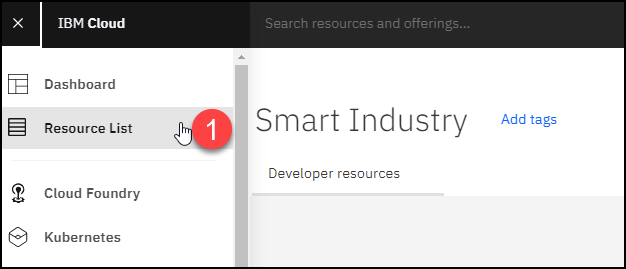 IBM Cloud
Search resources and offerings...
Dashboard
Resource List
1
Cloud Foundry
Kubernetes
Smart Industry
Add tags
Developer resources